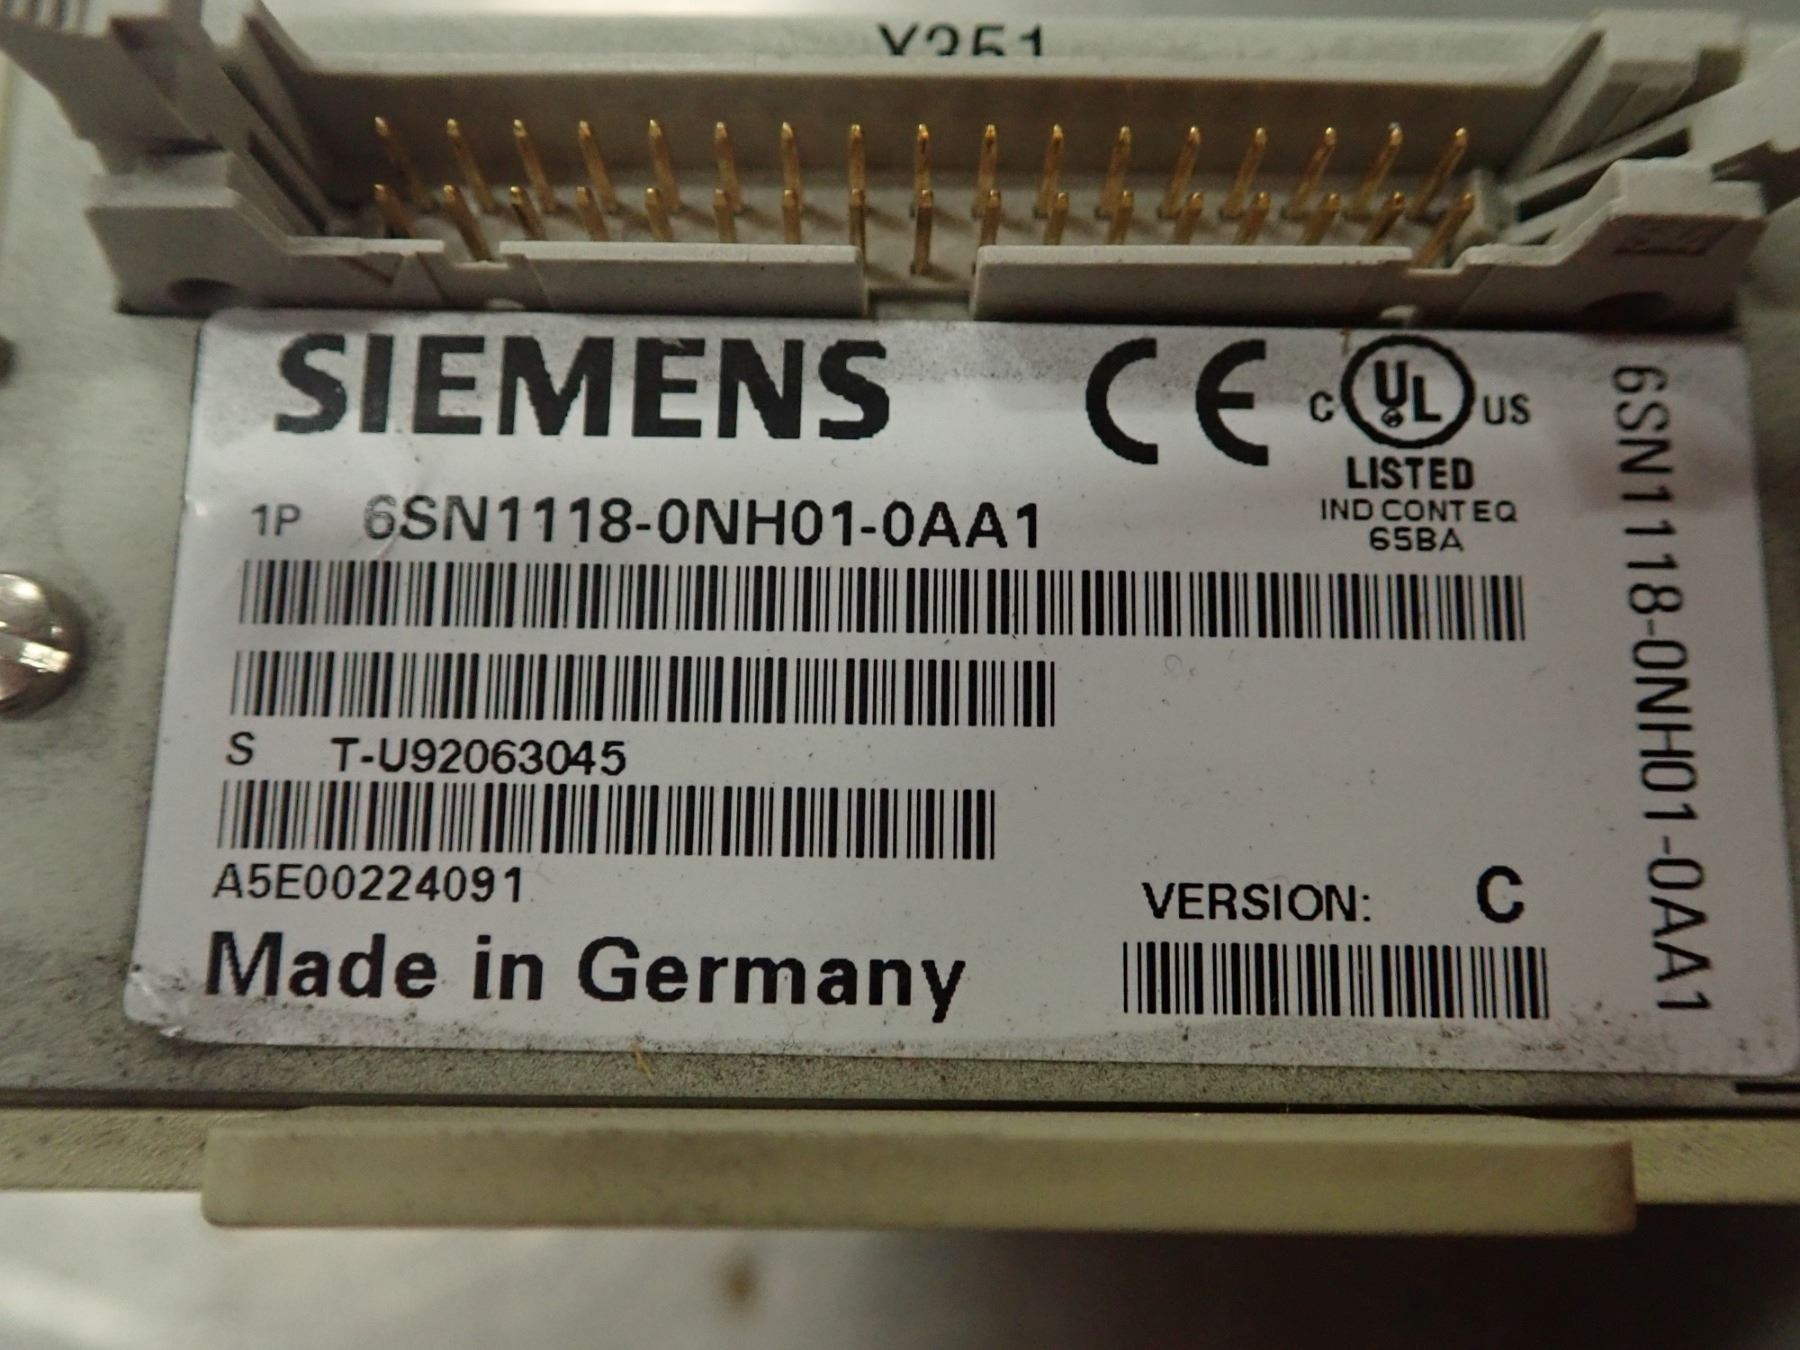 X351
SIEMENS
CE
C UL US
LISTED
IND CONT EQ
65BA
1P 6SN1118-0NH01-0AA1
S T-U92063045
A5E00224091
Made in Germany
VERSION: C
6SN1118-0NH01-0AA1